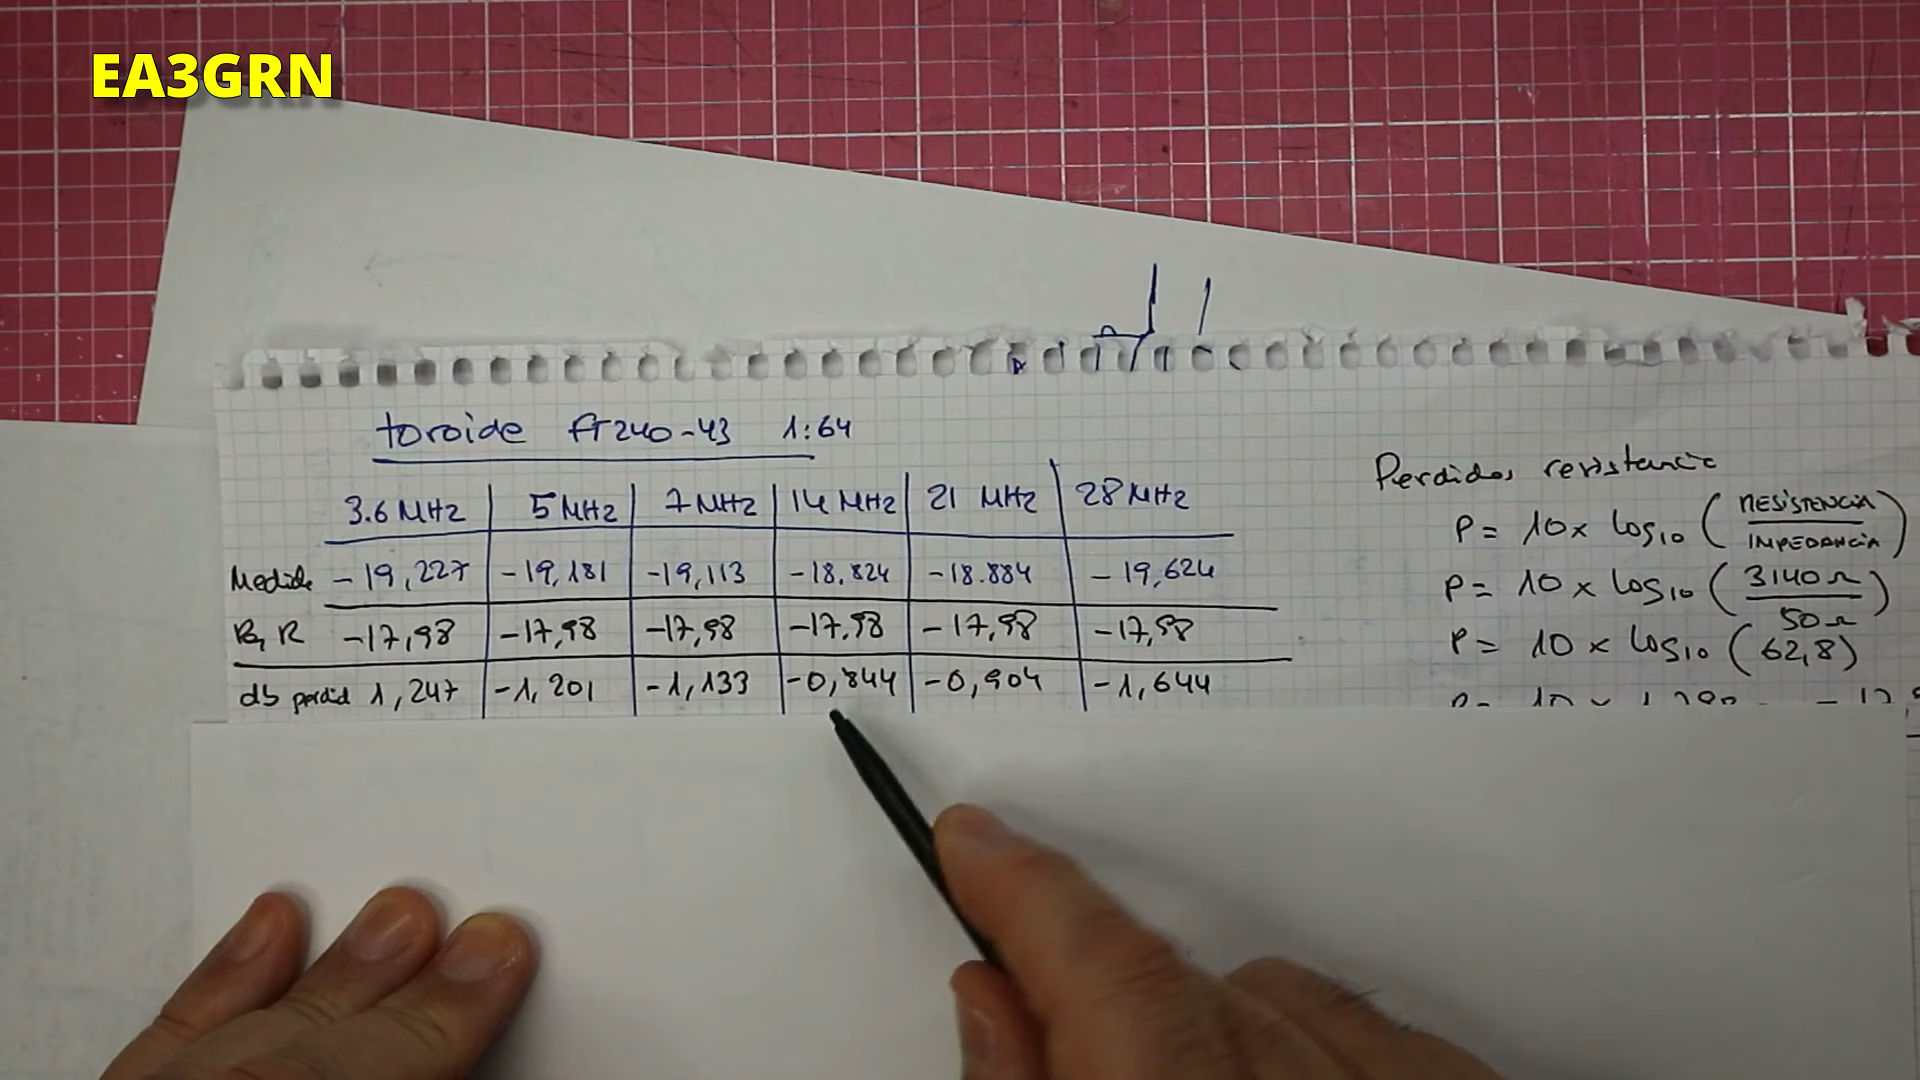 EA3GRN
toroide FT240-43 1:64
3.6 MHz 5 MHz 7 MHz 14 MHz 21 MHz 28 MHz
Medida -19,227 -19,181 -19,113 -18.824 -18.884 -19,624
-17,98 -17,98 -17,98 -17,98 -17,98 -17,98
db perdid 1,247 -1,201 -1,133 -0,844 -0,904 -1,644
Perdidas resistencia
P= 10 x log10 (RESISTENCIA / IMPEDANCIA)
P= 10 x log10 (3140Ω / 50Ω)
P= 10 x log10 (62,8)